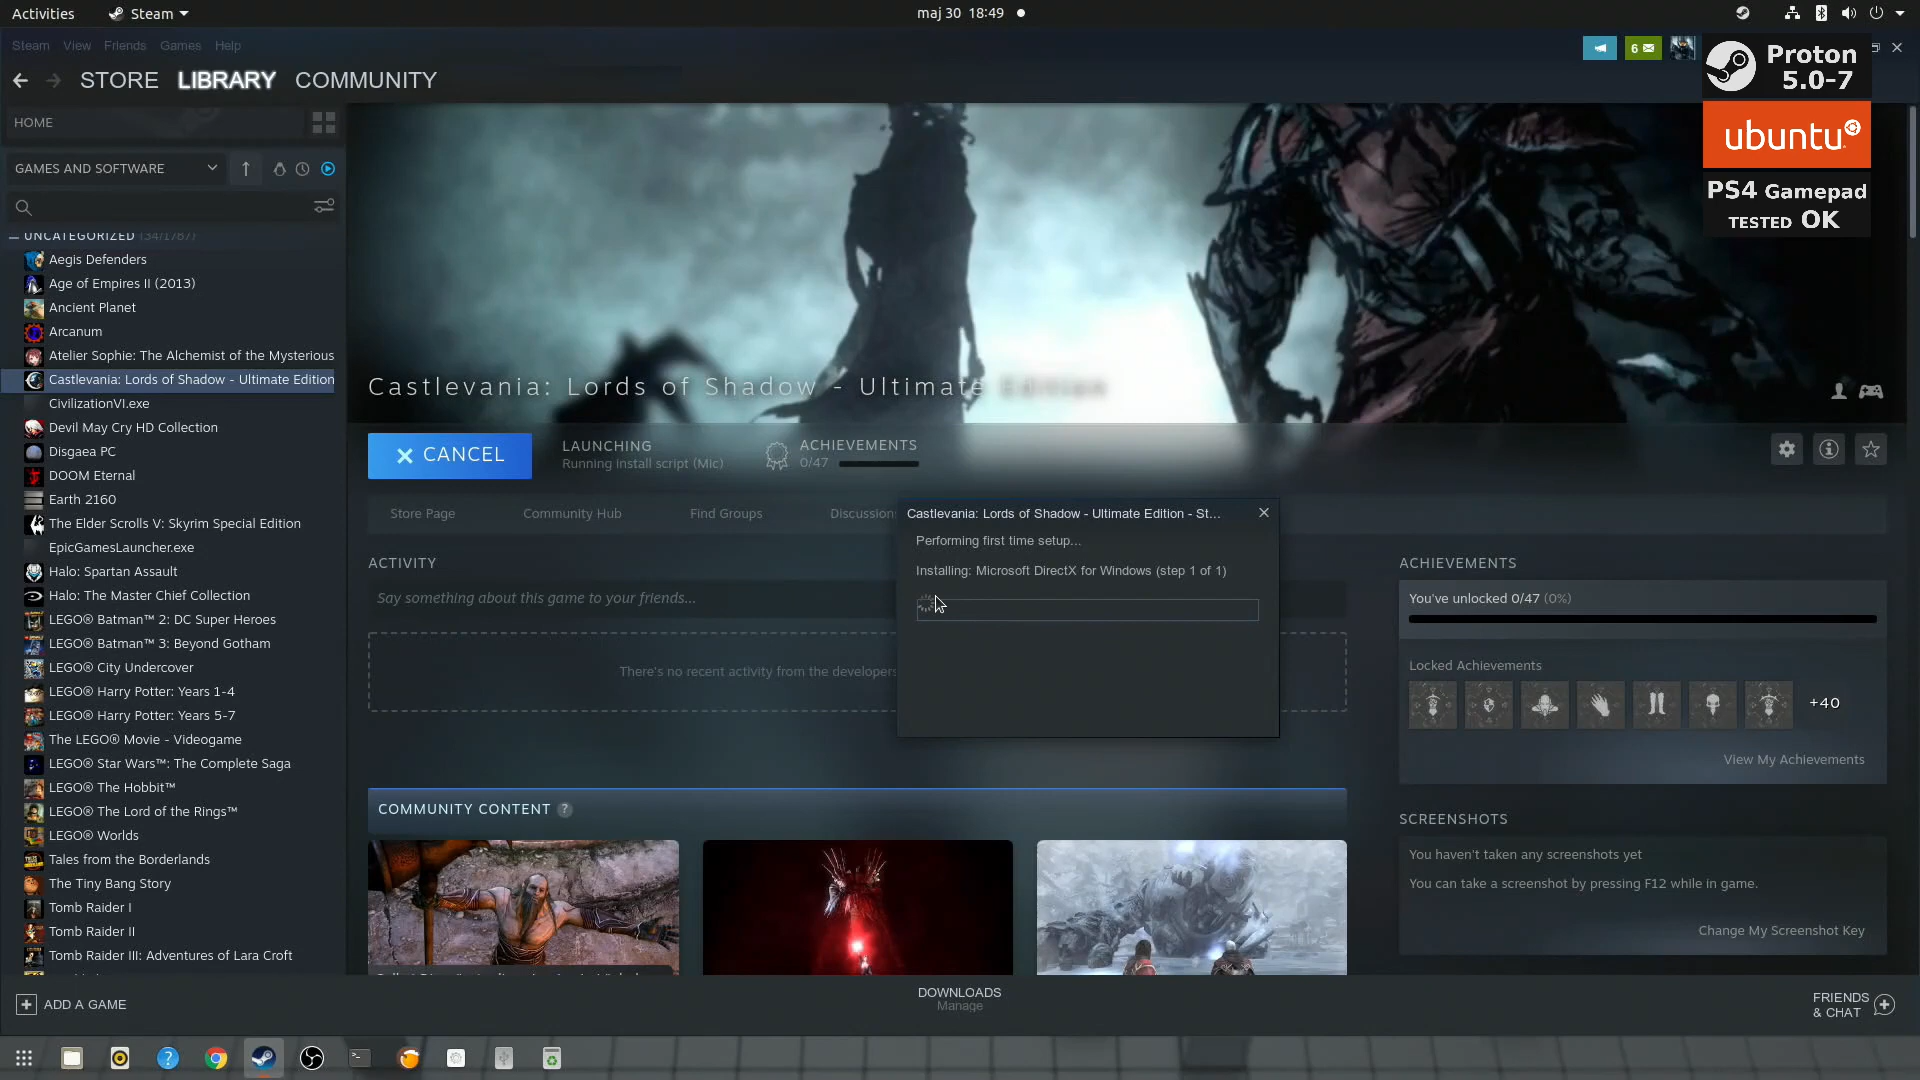 Activities
Steam
maj 30 18:49
Steam View Friends Games Help
6
STORE LIBRARY COMMUNITY
Proton
5.0-7
ubuntu
PS4 Gamepad
TESTED OK
HOME
GAMES AND SOFTWARE
UNCATEGORIZED (34/1787)
Aegis Defenders
Age of Empires II (2013)
Ancient Planet
Arcanum
Atelier Sophie: The Alchemist of the Mysterious
Castlevania: Lords of Shadow - Ultimate Edition
CivilizationVI.exe
Devil May Cry HD Collection
Disgaea PC
DOOM Eternal
Earth 2160
The Elder Scrolls V: Skyrim Special Edition
EpicGamesLauncher.exe
Halo: Spartan Assault
Halo: The Master Chief Collection
LEGO® Batman™ 2: DC Super Heroes
LEGO® Batman™ 3: Beyond Gotham
LEGO® City Undercover
LEGO® Harry Potter: Years 1-4
LEGO® Harry Potter: Years 5-7
The LEGO® Movie - Videogame
LEGO® Star Wars™: The Complete Saga
LEGO® The Hobbit™
LEGO® The Lord of the Rings™
LEGO® Worlds
Tales from the Borderlands
The Tiny Bang Story
Tomb Raider I
Tomb Raider II
Tomb Raider III: Adventures of Lara Croft
Castlevania: Lords of Shadow - Ultimate Edition
CANCEL
LAUNCHING
Running install script (Mic)
ACHIEVEMENTS
0/47
Store Page
Community Hub
Find Groups
Discussion
Castlevania: Lords of Shadow - Ultimate Edition - St...
Performing first time setup...
Installing: Microsoft DirectX for Windows (step 1 of 1)
ACTIVITY
Say something about this game to your friends...
There's no recent activity from the developers
COMMUNITY CONTENT ?
ACHIEVEMENTS
You've unlocked 0/47 (0%)
Locked Achievements
+40
View My Achievements
SCREENSHOTS
You haven't taken any screenshots yet
You can take a screenshot by pressing F12 while in game.
Change My Screenshot Key
ADD A GAME
DOWNLOADS
Manage
FRIENDS
& CHAT